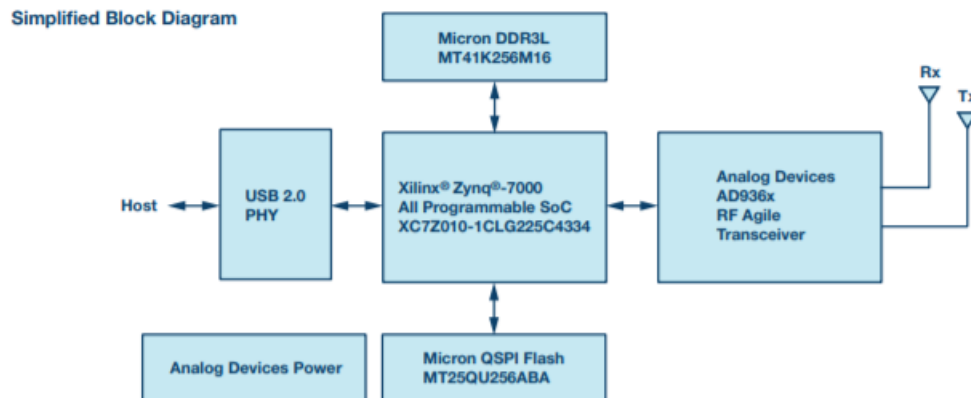 Simplified Block Diagram
Micron DDR3L
MT41K256M16
Rx
Tx
Host
USB 2.0
PHY
Xilinx® Zynq®-7000
All Programmable SoC
XC7Z010-1CLG225C4334
Analog Devices
AD936x
RF Agile
Transceiver
Analog Devices Power
Micron QSPI Flash
MT25QU256ABA